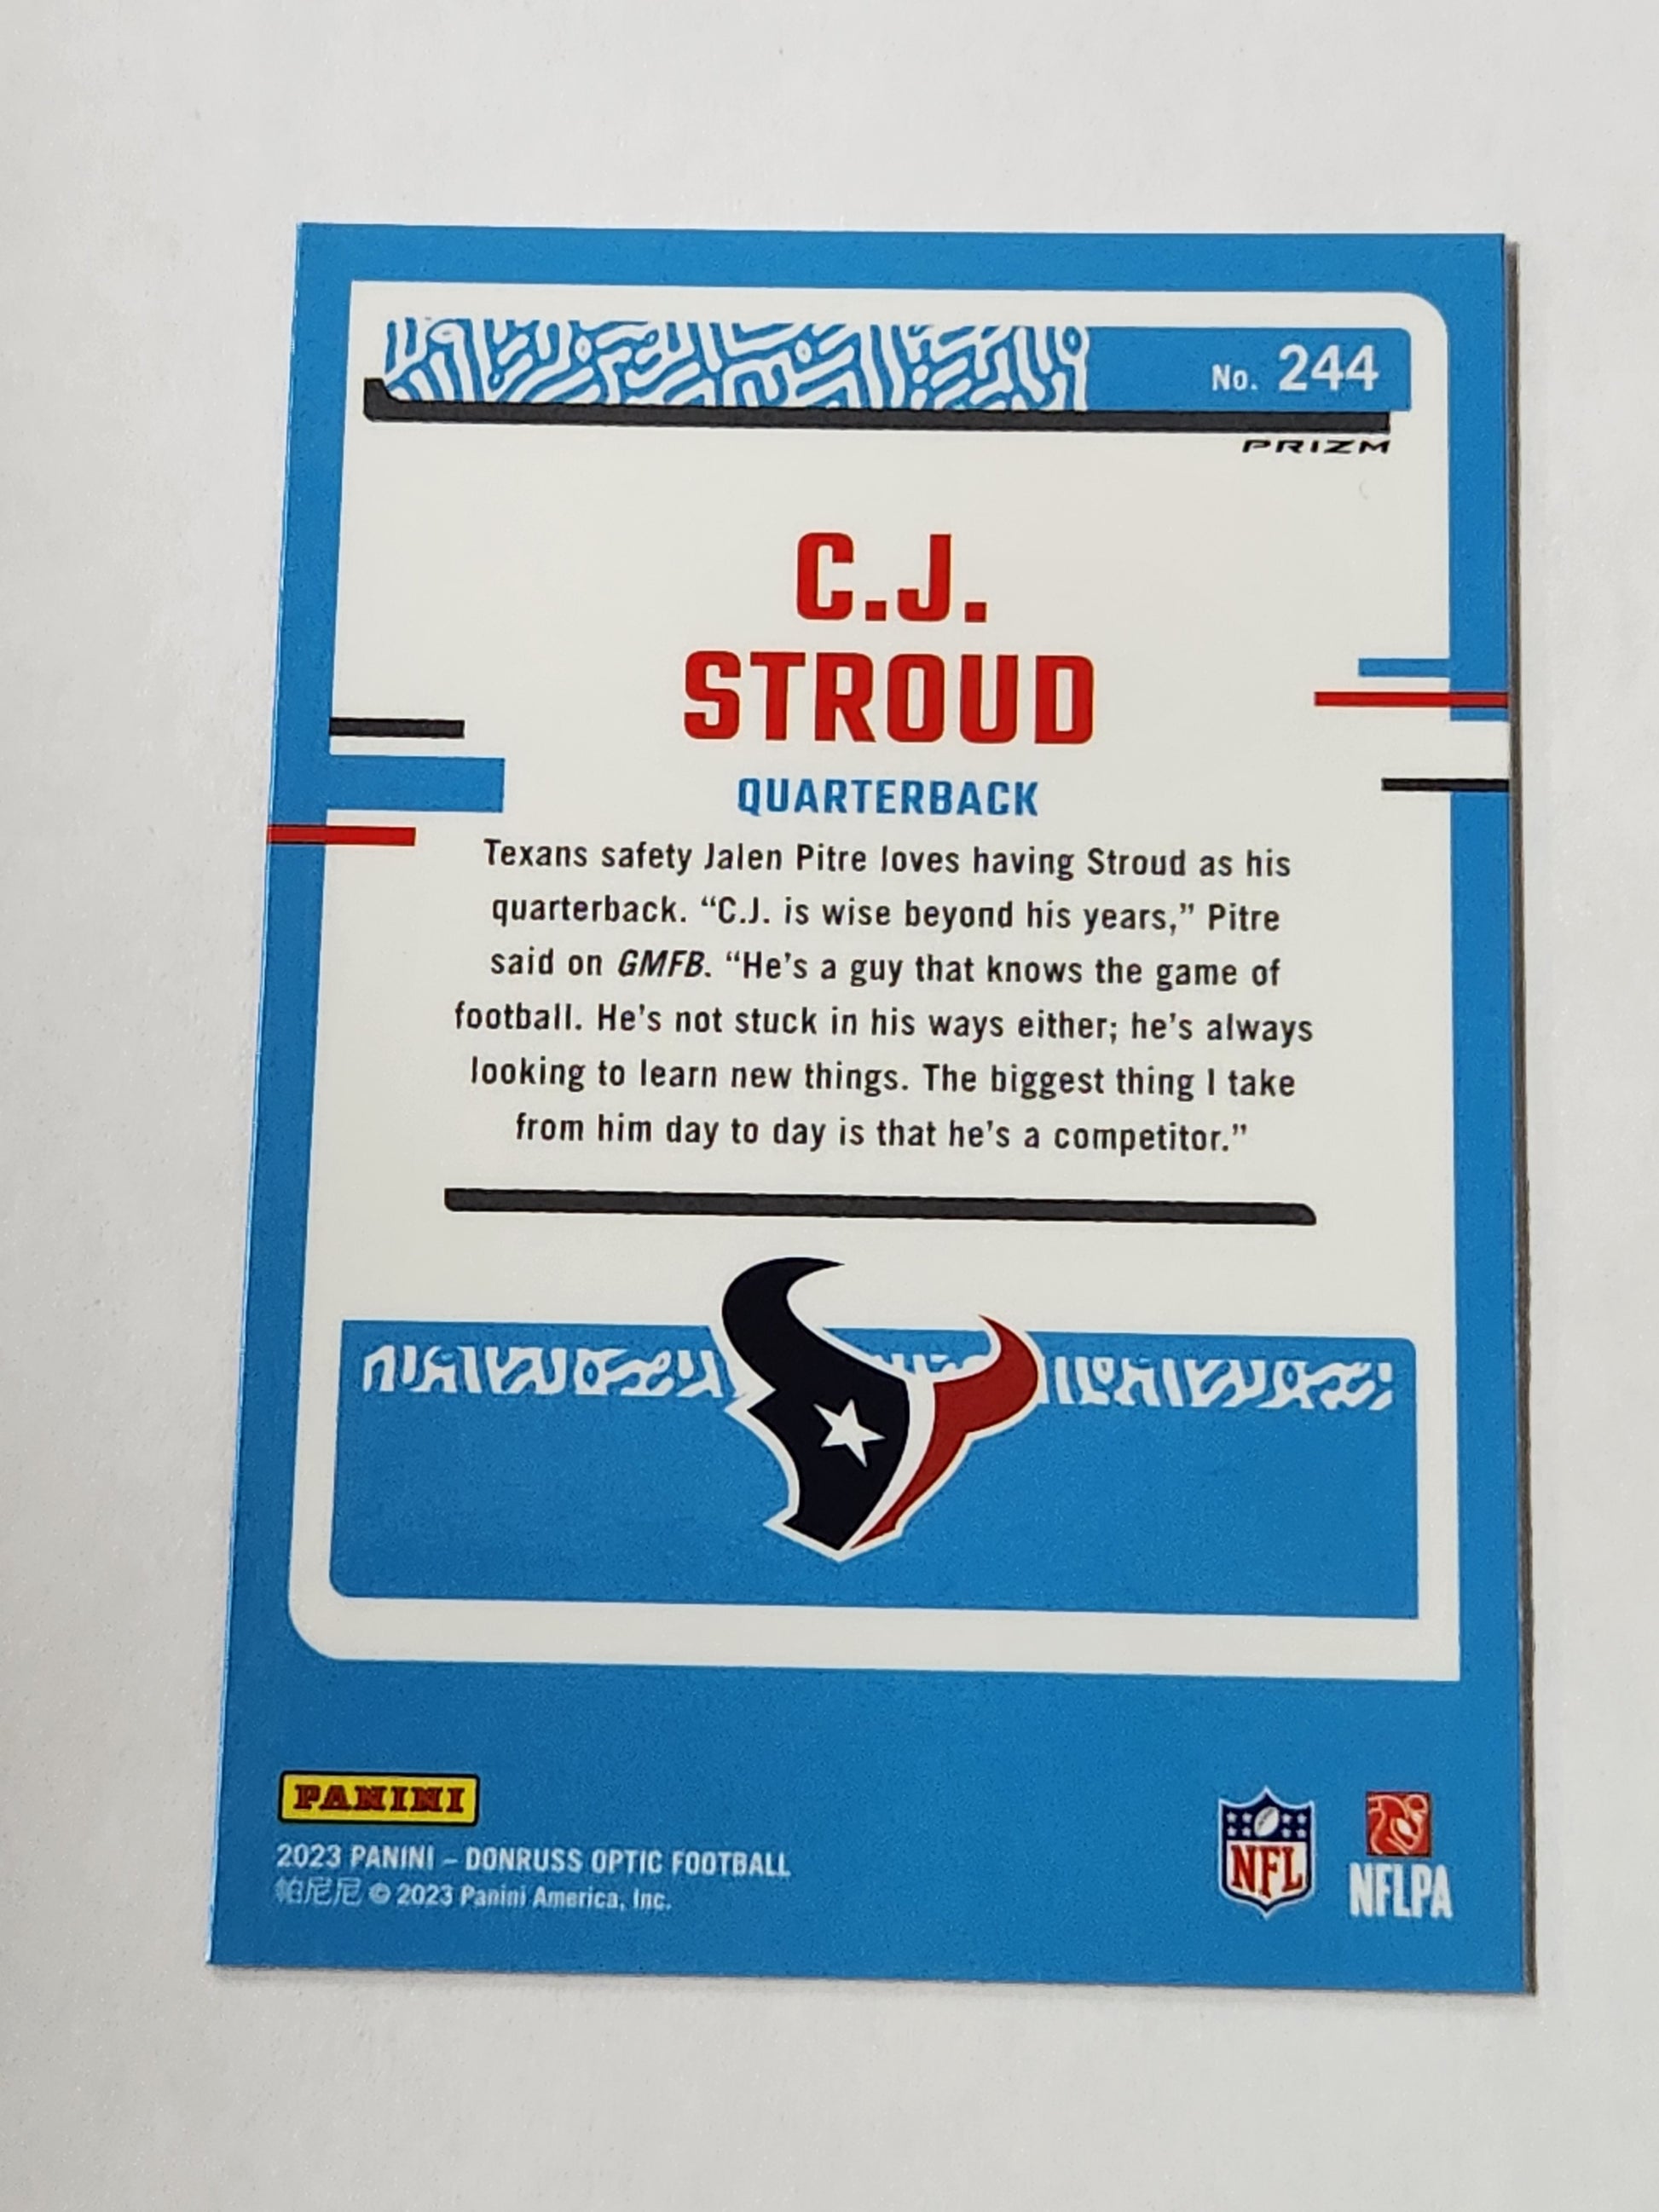 No. 244
PRIZM
C.J.
STROUD
QUARTERBACK
Texans safety Jalen Pitre loves having Stroud as his
quarterback. “C.J. is wise beyond his years,” Pitre
said on GMFB. “He's a guy that knows the game of
football. He's not stuck in his ways either; he's always
looking to learn new things. The biggest thing I take
from him day to day is that he's a competitor.”
PANINI
2023 PANINI – DONRUSS OPTIC FOOTBALL
帕尼尼 © 2023 Panini America, Inc.
NFL
NFLPA